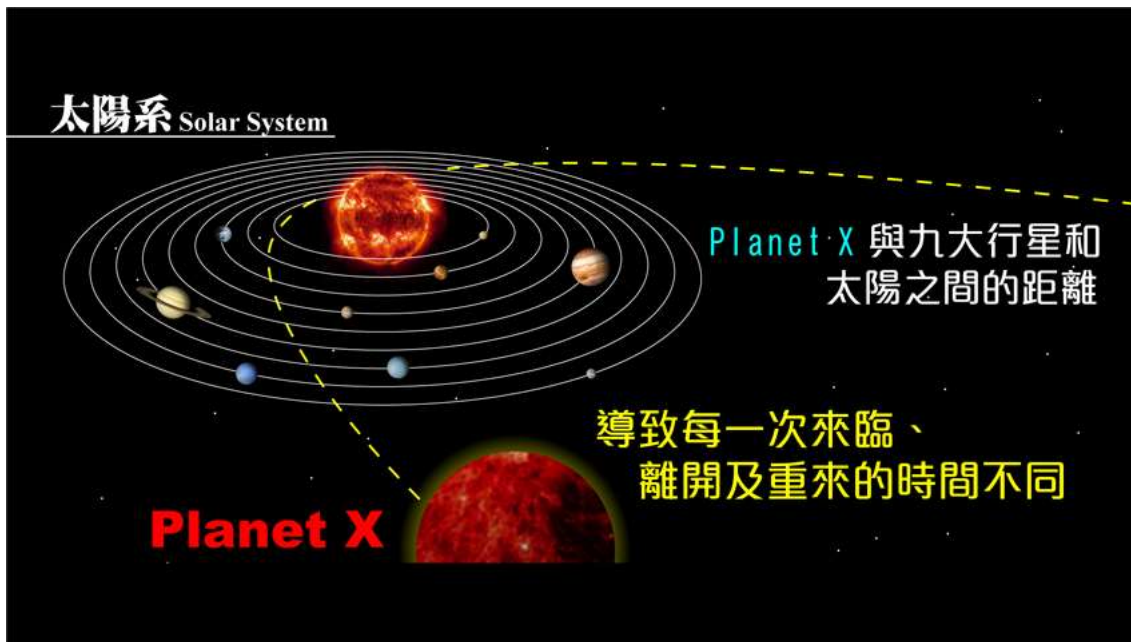 太陽系 Solar System
Planet X 與九大行星和
太陽之間的距離
導致每一次來臨、
離開及重來的時間不同
Planet X